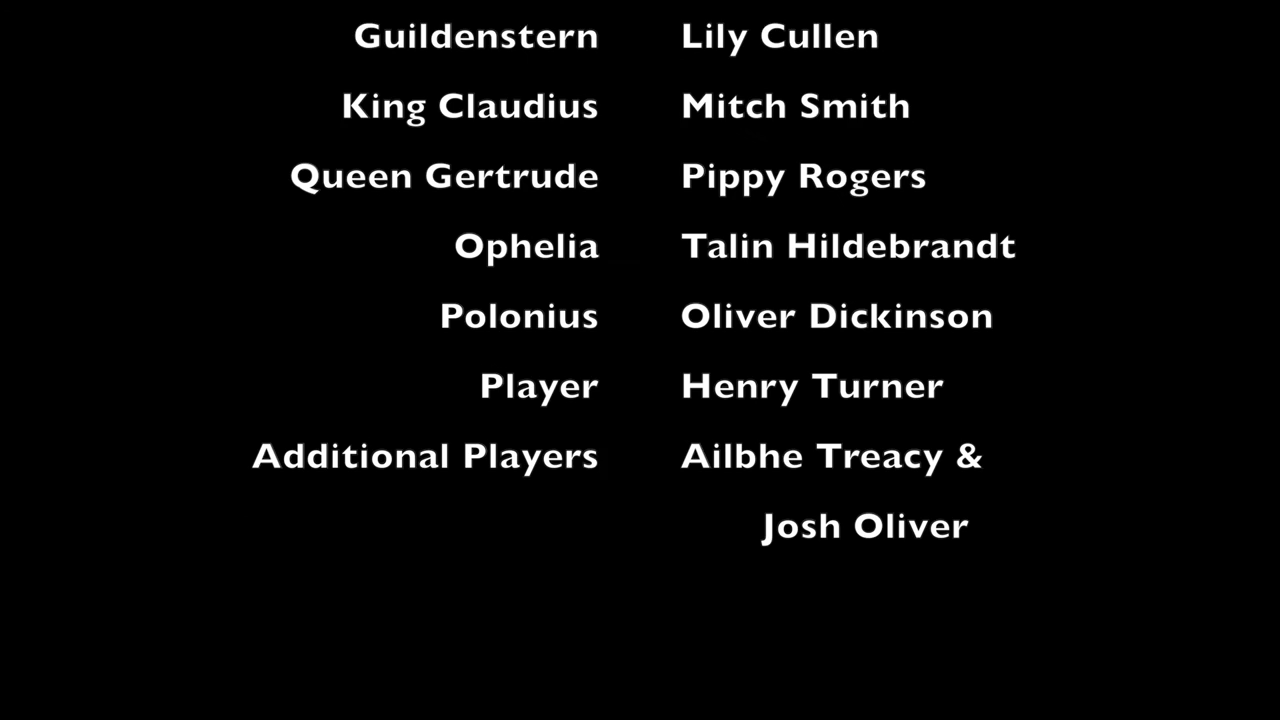 Guildenstern Lily Cullen
King Claudius Mitch Smith
Queen Gertrude Pippy Rogers
Ophelia Talin Hildebrandt
Polonius Oliver Dickinson
Player Henry Turner
Additional Players Ailbhe Treacy &
Josh Oliver